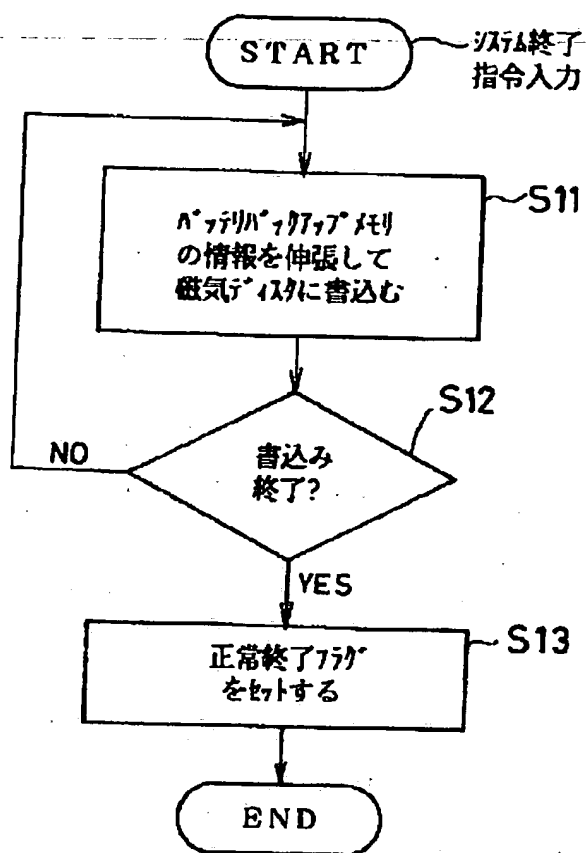 START
ｼｽﾃﾑ終了
指令入力
S11
ﾊﾞｯﾃﾘﾊﾞｯｸｱｯﾌﾟﾒﾓﾘ
の情報を伸張して
磁気ﾃﾞｨｽﾀに書込む
S12
NO
書込み
終了?
YES
S13
正常終了ﾌﾗｸﾞ
をｾｯﾄする
END